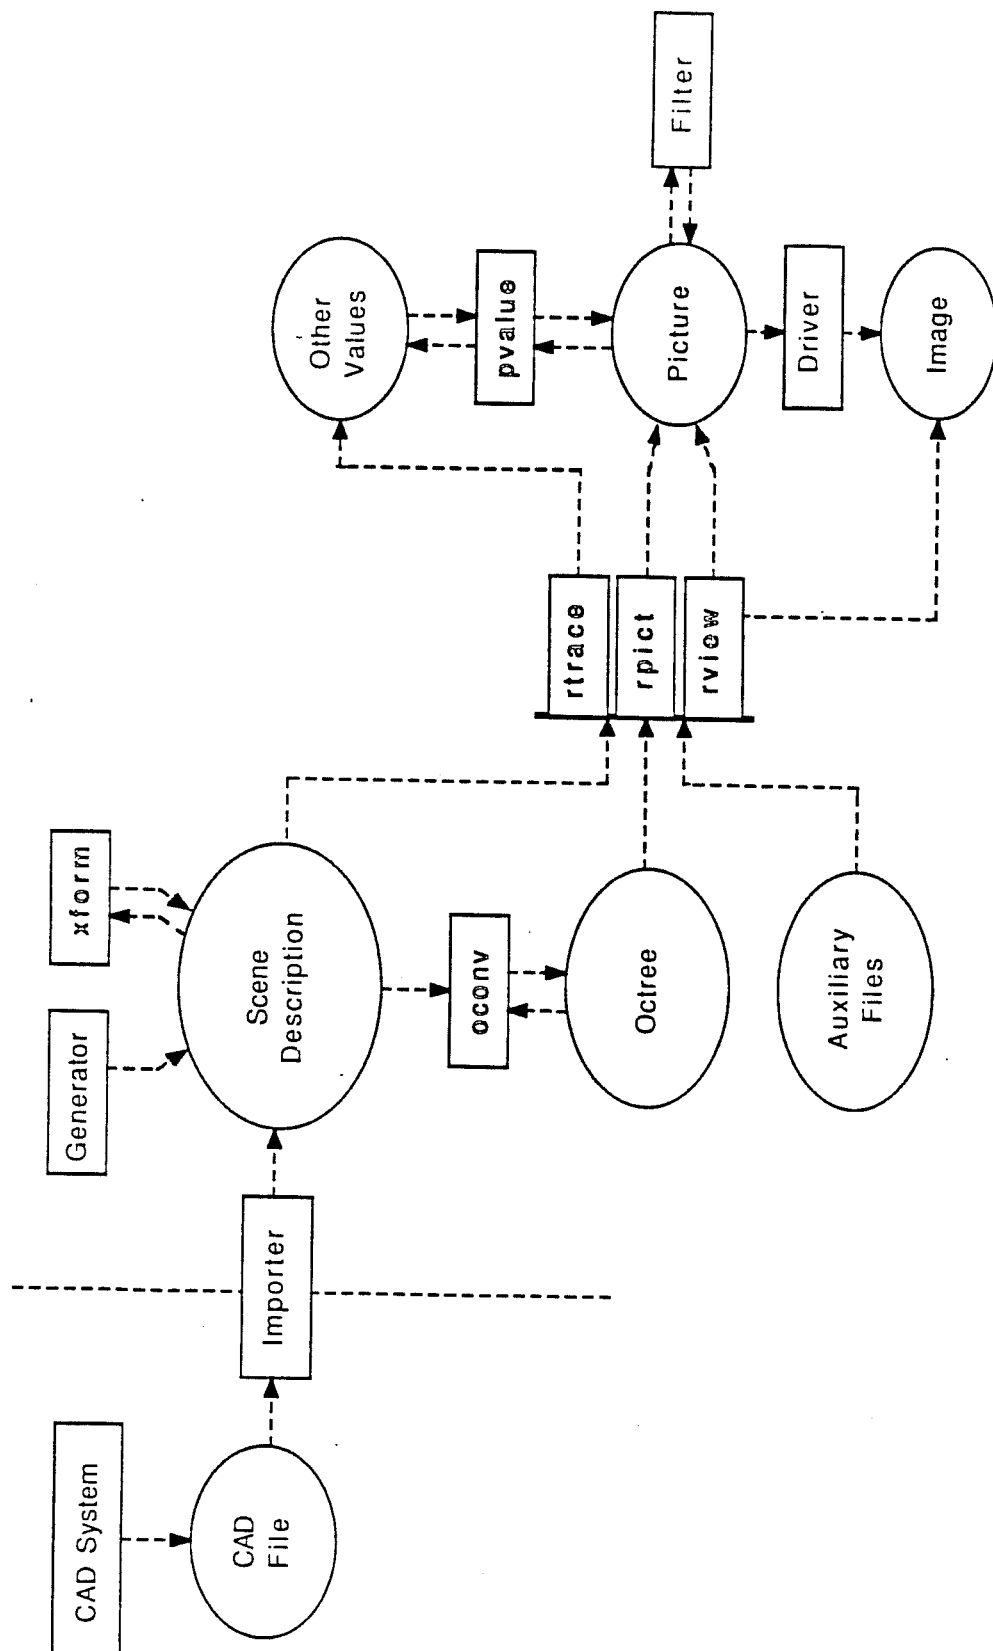 CAD System
CAD
File
Importer
Generator
xform
Scene
Description
oconv
Octree
Auxiliary
Files
rtrace
rpict
rview
Other
Values
pvalue
Picture
Filter
Driver
Image